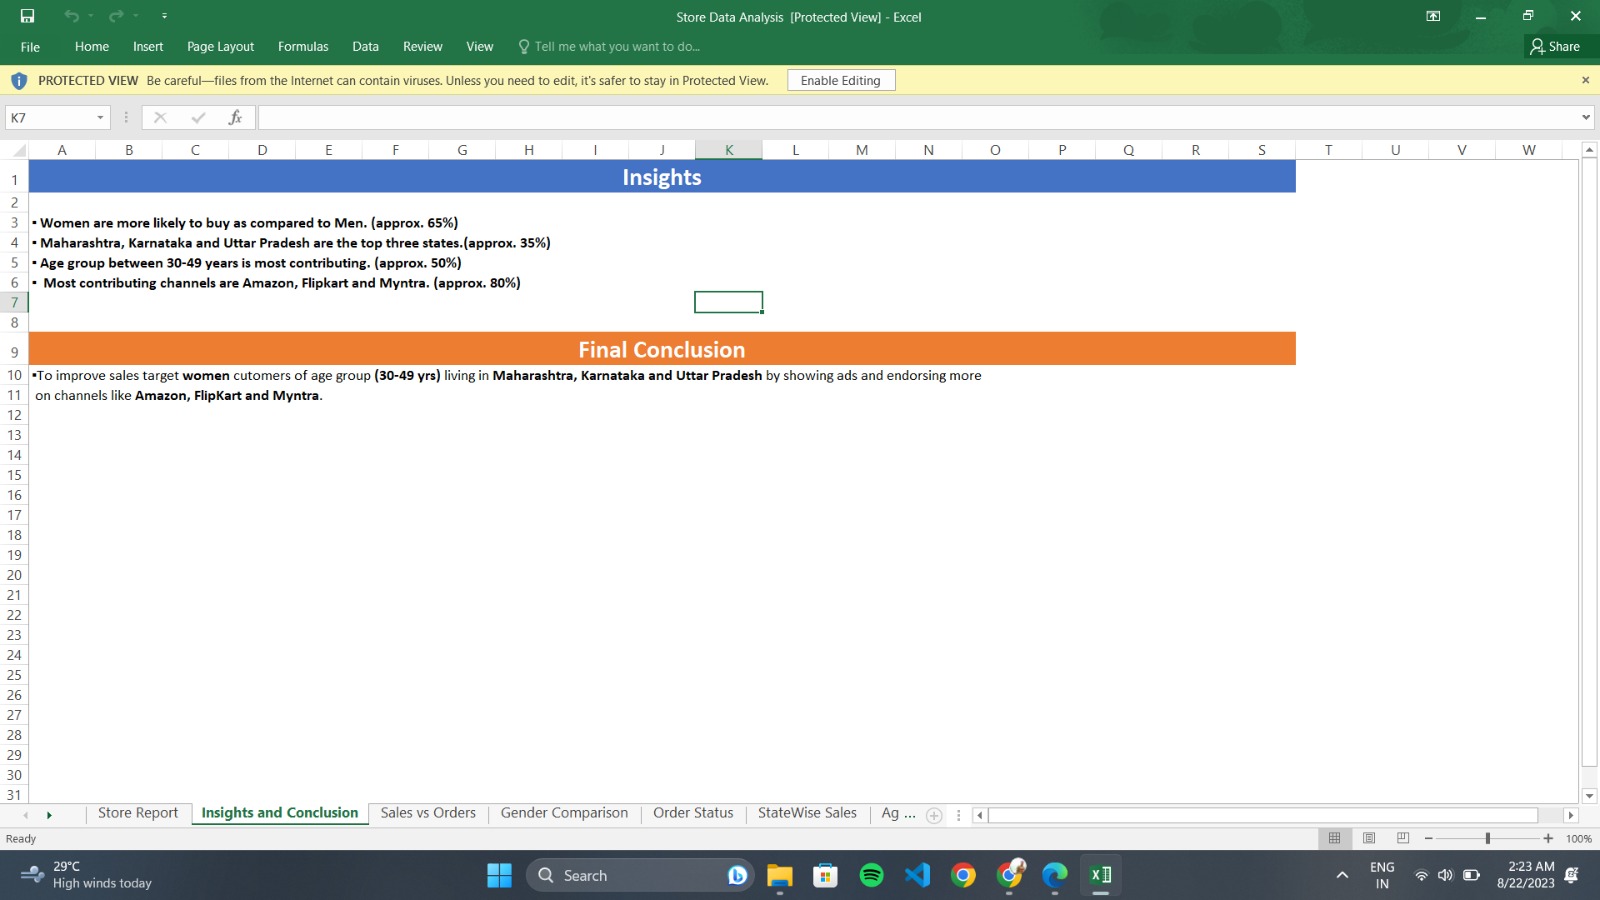 Store Data Analysis [Protected View] - Excel
File Home Insert Page Layout Formulas Data Review View Tell me what you want to do... Share
PROTECTED VIEW Be careful—files from the Internet can contain viruses. Unless you need to edit, it's safer to stay in Protected View. Enable Editing
K7 fx
A B C D E F G H I J K L M N O P Q R S T U V W
1 Insights
2
3 ▪ Women are more likely to buy as compared to Men. (approx. 65%)
4 ▪ Maharashtra, Karnataka and Uttar Pradesh are the top three states.(approx. 35%)
5 ▪ Age group between 30-49 years is most contributing. (approx. 50%)
6 ▪ Most contributing channels are Amazon, Flipkart and Myntra. (approx. 80%)
7
8
9 Final Conclusion
10 ▪To improve sales target women cutomers of age group (30-49 yrs) living in Maharashtra, Karnataka and Uttar Pradesh by showing ads and endorsing more
11 on channels like Amazon, FlipKart and Myntra.
12
13
14
15
16
17
18
19
20
21
22
23
24
25
26
27
28
29
30
31
Store Report Insights and Conclusion Sales vs Orders Gender Comparison Order Status StateWise Sales Ag ...
Ready 100%
29°C
High winds today
Search
ENG
IN
2:23 AM
8/22/2023